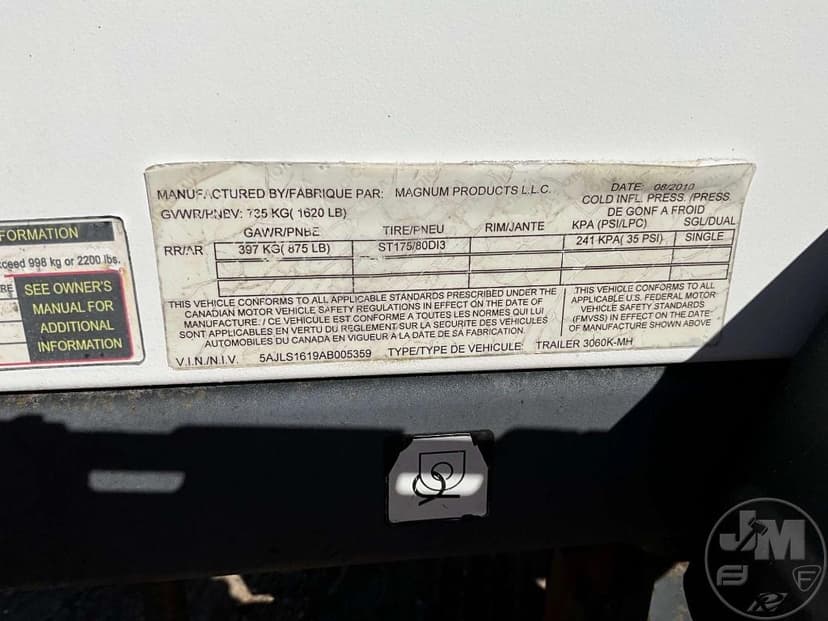 MANUFACTURED BY/FABRIQUE PAR: MAGNUM PRODUCTS L.L.C. DATE: 08/2010
GVWR/PNBV: 735 KG( 1620 LB) COLD INFL. PRESS./PRESS.
DE GONF A FROID
GAWR/PNBE TIRE/PNEU RIM/JANTE KPA (PSI/LPC) SGL/DUAL
RR/AR 397 KG( 875 LB) ST175/80DI3 241 KPA( 35 PSI) SINGLE
THIS VEHICLE CONFORMS TO ALL APPLICABLE STANDARDS PRESCRIBED UNDER THE
CANADIAN MOTOR VEHICLE SAFETY REGULATIONS IN EFFECT ON THE DATE OF
MANUFACTURE / CE VEHICULE EST CONFORME A TOUTES LES NORMES QUI LUI
SONT APPLICABLES EN VERTU DU REGLEMENT SUR LA SECURITE DES VEHICULES
AUTOMOBILES DU CANADA EN VIGUEUR A LA DATE DE SA FABRICATION
THIS VEHICLE CONFORMS TO ALL
APPLICABLE U.S. FEDERAL MOTOR
VEHICLE SAFETY STANDARDS
(FMVSS) IN EFFECT ON THE DATE
OF MANUFACTURE SHOWN ABOVE
V.I.N./N.I.V. 5AJLS1619AB005359 TYPE/TYPE DE VEHICULE: TRAILER 3060K-MH
FORMATION
xceed 998 kg or 2200 lbs.
RE
SEE OWNER'S
MANUAL FOR
ADDITIONAL
INFORMATION
JM
F